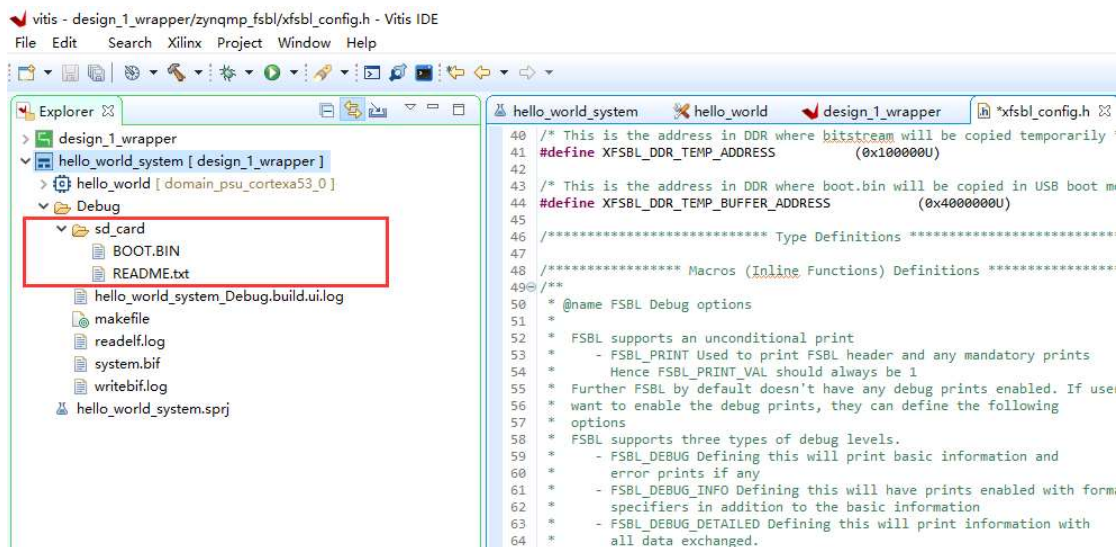 vitis - design_1_wrapper/zynqmp_fsbl/xfsbl_config.h - Vitis IDE
File Edit Search Xilinx Project Window Help
Explorer
design_1_wrapper
hello_world_system [ design_1_wrapper ]
hello_world [ domain_psu_cortexa53_0 ]
Debug
sd_card
BOOT.BIN
README.txt
hello_world_system_Debug.build.ui.log
makefile
readelf.log
system.bif
writebif.log
hello_world_system.sprj
hello_world_system hello_world design_1_wrapper *xfsbl_config.h
40 /* This is the address in DDR where bitstream will be copied temporarily
41 #define XFSBL_DDR_TEMP_ADDRESS (0x100000U)
42
43 /* This is the address in DDR where boot.bin will be copied in USB boot
44 #define XFSBL_DDR_TEMP_BUFFER_ADDRESS (0x4000000U)
45
46 /*************************** Type Definitions ***************************
47
48 /***************** Macros (Inline Functions) Definitions *****************
49 /**
50 * @name FSBL Debug options
51 *
52 * FSBL supports an unconditional print
53 * - FSBL_PRINT Used to print FSBL header and any mandatory prints
54 * Hence FSBL_PRINT_VAL should always be 1
55 * Further FSBL by default doesn't have any debug prints enabled. If user
56 * want to enable the debug prints, they can define the following
57 * options
58 * FSBL supports three types of debug levels.
59 * - FSBL_DEBUG Defining this will print basic information and
60 * error prints if any
61 * - FSBL_DEBUG_INFO Defining this will have prints enabled with forma
62 * specifiers in addition to the basic information
63 * - FSBL_DEBUG_DETAILED Defining this will print information with
64 * all data exchanged.